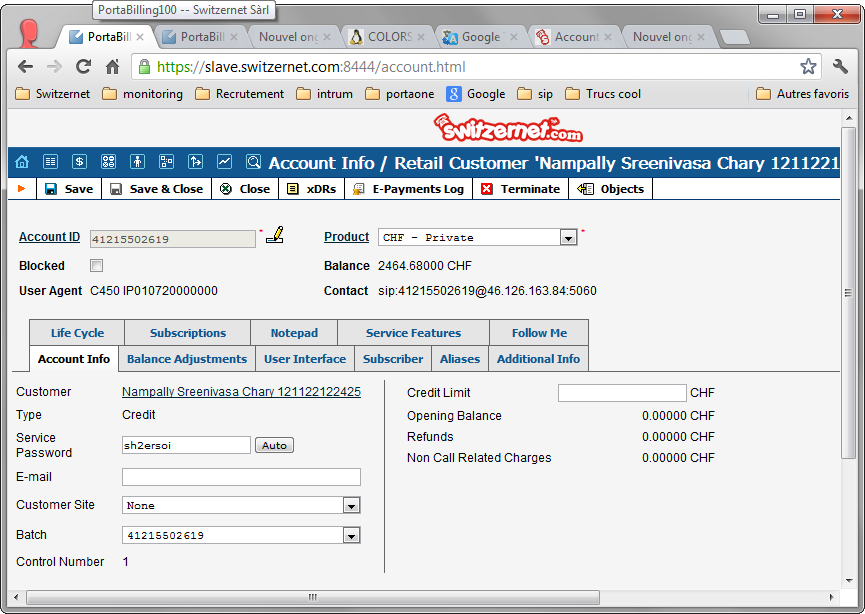 PortaBilling100 -- Switzernet Sàrl
PortaBill
PortaBill
Nouvel ong
COLORS
Google T
Account
Nouvel ong
https://slave.switzernet.com:8444/account.html
Switzernet
monitoring
Recrutement
intrum
portaone
Google
sip
Trucs cool
Autres favoris
switzernet.com
Account Info / Retail Customer 'Nampally Sreenivasa Chary 1211221
Save
Save & Close
Close
xDRs
E-Payments Log
Terminate
Objects
Account ID 41215502619 * Product CHF - Private *
Blocked Balance 2464.68000 CHF
User Agent C450 IP010720000000 Contact sip:41215502619@46.126.163.84:5060
Life Cycle Subscriptions Notepad Service Features Follow Me
Account Info Balance Adjustments User Interface Subscriber Aliases Additional Info
Customer Nampally Sreenivasa Chary 121122122425
Type Credit
Service
Password sh2ersoi Auto
E-mail
Customer Site None
Batch 41215502619
Control Number 1
Credit Limit CHF
Opening Balance 0.00000 CHF
Refunds 0.00000 CHF
Non Call Related Charges 0.00000 CHF